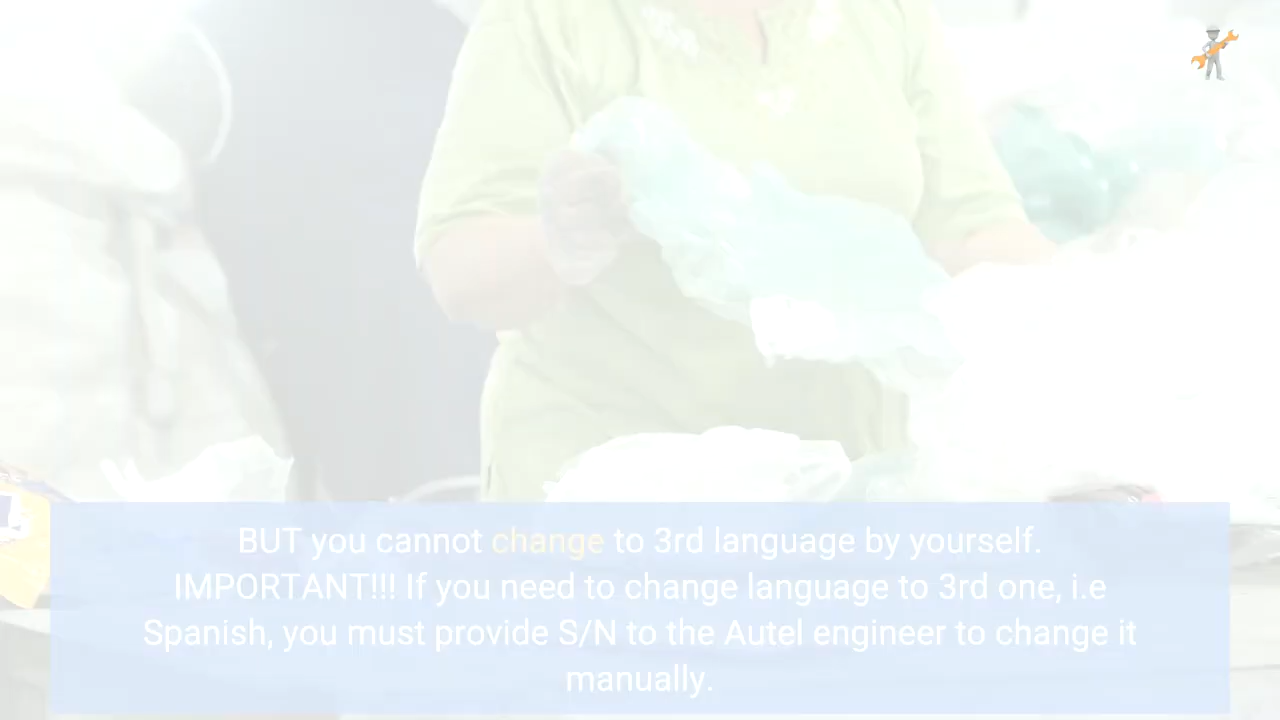 BUT you cannot change to 3rd language by yourself.
IMPORTANT!!! If you need to change language to 3rd one, i.e
Spanish, you must provide S/N to the Autel engineer to change it
manually.